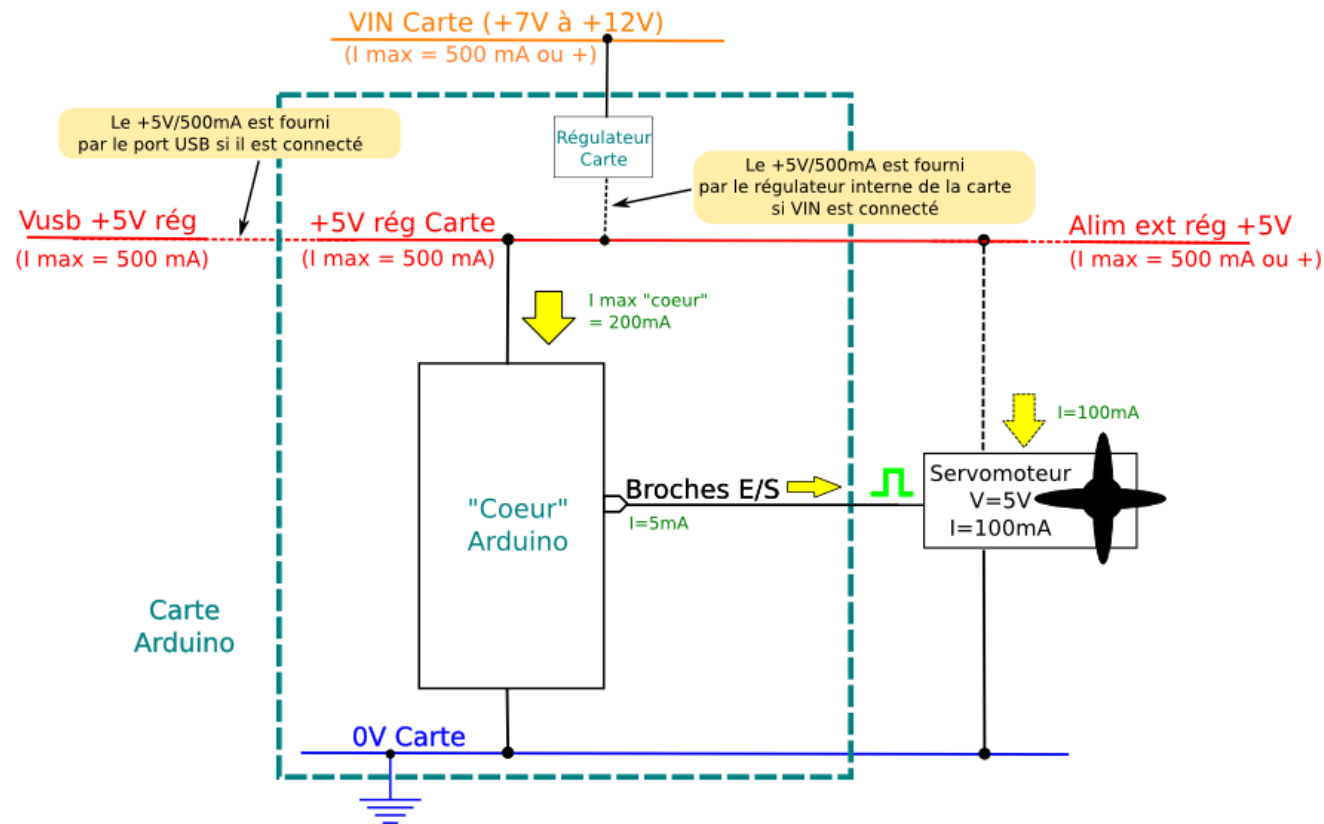 VIN Carte (+7V à +12V)
(I max = 500 mA ou +)
Le +5V/500mA est fourni
par le port USB si il est connecté
Régulateur
Carte
Le +5V/500mA est fourni
par le régulateur interne de la carte
si VIN est connecté
Vusb +5V rég
(I max = 500 mA)
+5V rég Carte
(I max = 500 mA)
Alim ext rég +5V
(I max = 500 mA ou +)
I max "coeur"
= 200mA
I=100mA
Servomoteur
V=5V
I=100mA
Broches E/S
I=5mA
"Coeur"
Arduino
Carte
Arduino
0V Carte